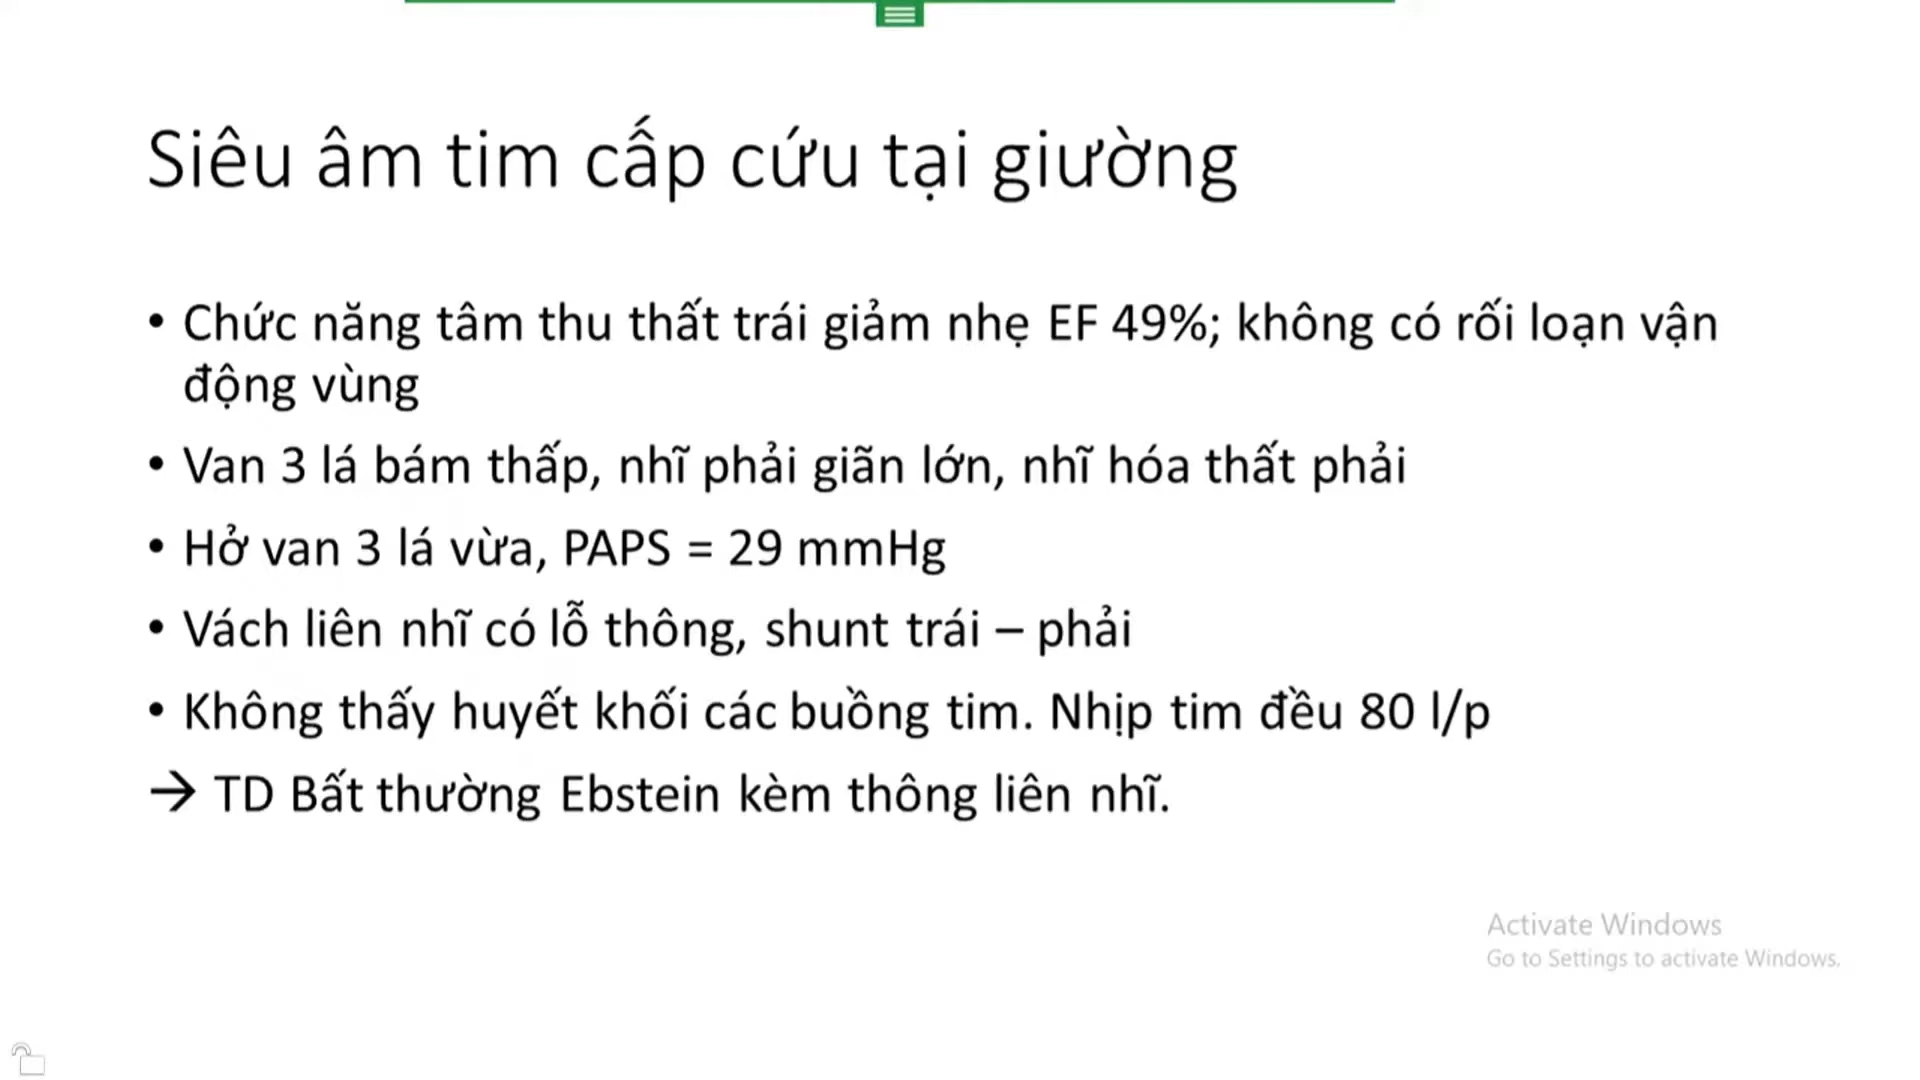 Siêu âm tim cấp cứu tại giường
• Chức năng tâm thu thất trái giảm nhẹ EF 49%; không có rối loạn vận
động vùng
• Van 3 lá bám thấp, nhĩ phải giãn lớn, nhĩ hóa thất phải
• Hở van 3 lá vừa, PAPS = 29 mmHg
• Vách liên nhĩ có lỗ thông, shunt trái – phải
• Không thấy huyết khối các buồng tim. Nhịp tim đều 80 l/p
→ TD Bất thường Ebstein kèm thông liên nhĩ.
Activate Windows
Go to Settings to activate Windows.